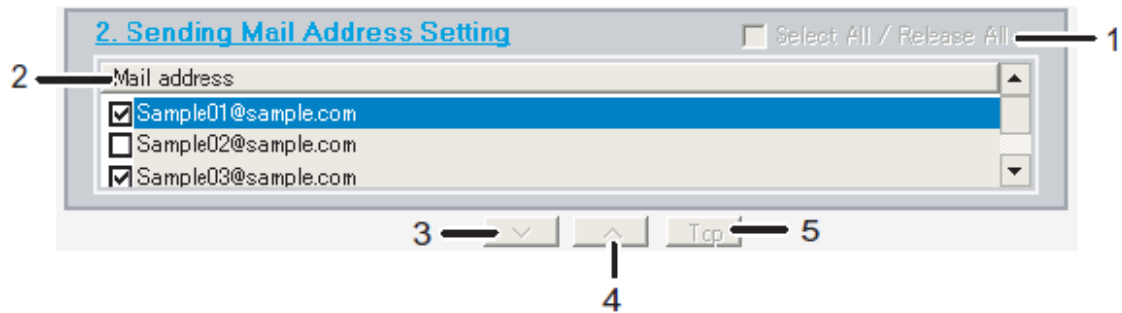 2. Sending Mail Address Setting
Select All / Release All
1
2
Mail address
Sample01@sample.com
Sample02@sample.com
Sample03@sample.com
3
Top
5
4